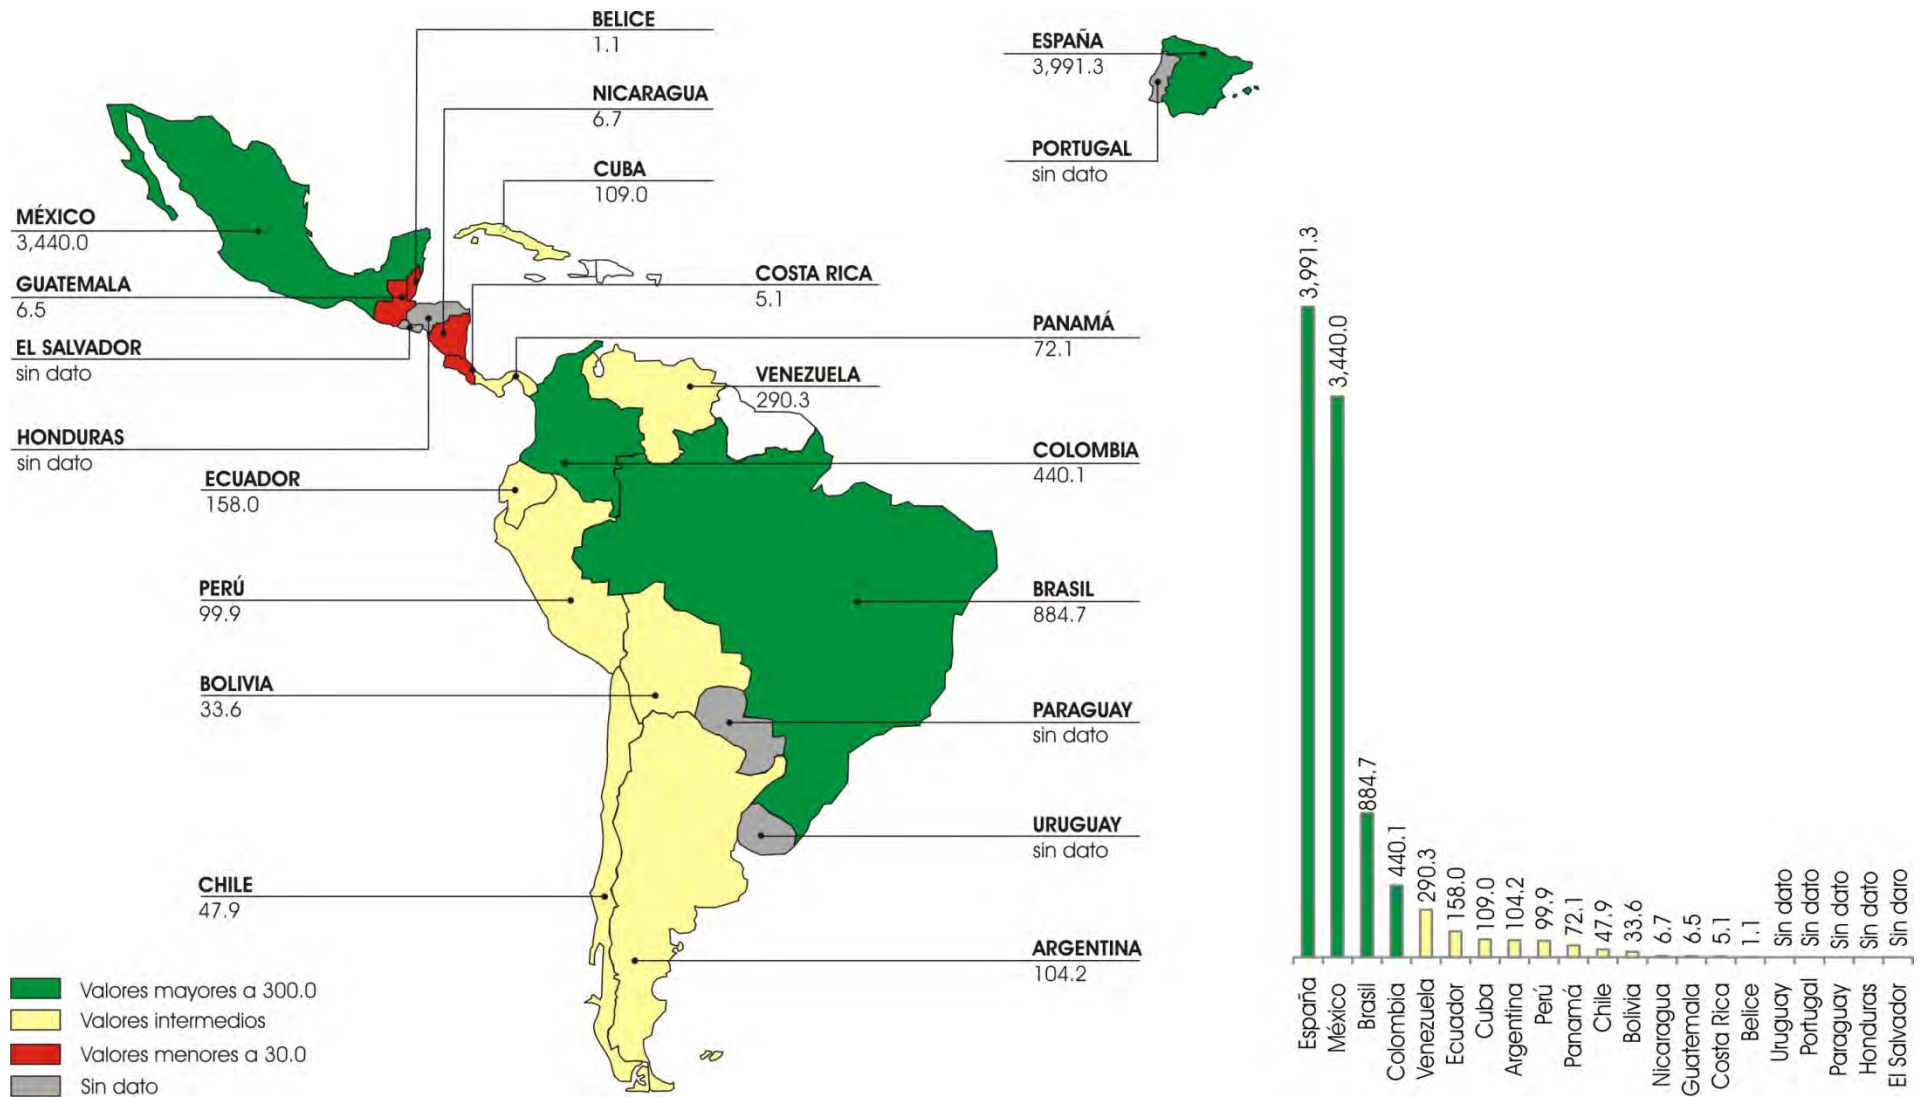 BELICE
1.1
NICARAGUA
6.7
CUBA
109.0
ESPAÑA
3,991.3
PORTUGAL
sin dato
MÉXICO
3,440.0
GUATEMALA
6.5
EL SALVADOR
sin dato
HONDURAS
sin dato
COSTA RICA
5.1
PANAMÁ
72.1
VENEZUELA
290.3
COLOMBIA
440.1
ECUADOR
158.0
PERÚ
99.9
BRASIL
884.7
BOLIVIA
33.6
PARAGUAY
sin dato
URUGUAY
sin dato
CHILE
47.9
ARGENTINA
104.2
Valores mayores a 300.0
Valores intermedios
Valores menores a 30.0
Sin dato
3,991.3
3,440.0
884.7
440.1
290.3
158.0
109.0
104.2
99.9
72.1
47.9
33.6
6.7
6.5
5.1
1.1
Sin dato
Sin dato
Sin dato
Sin dato
Sin daro
España
México
Brasil
Colombia
Venezuela
Ecuador
Cuba
Argentina
Perú
Panamá
Chile
Bolivia
Nicaragua
Guatemala
Costa Rica
Belice
Uruguay
Portugal
Paraguay
Honduras
El Salvador